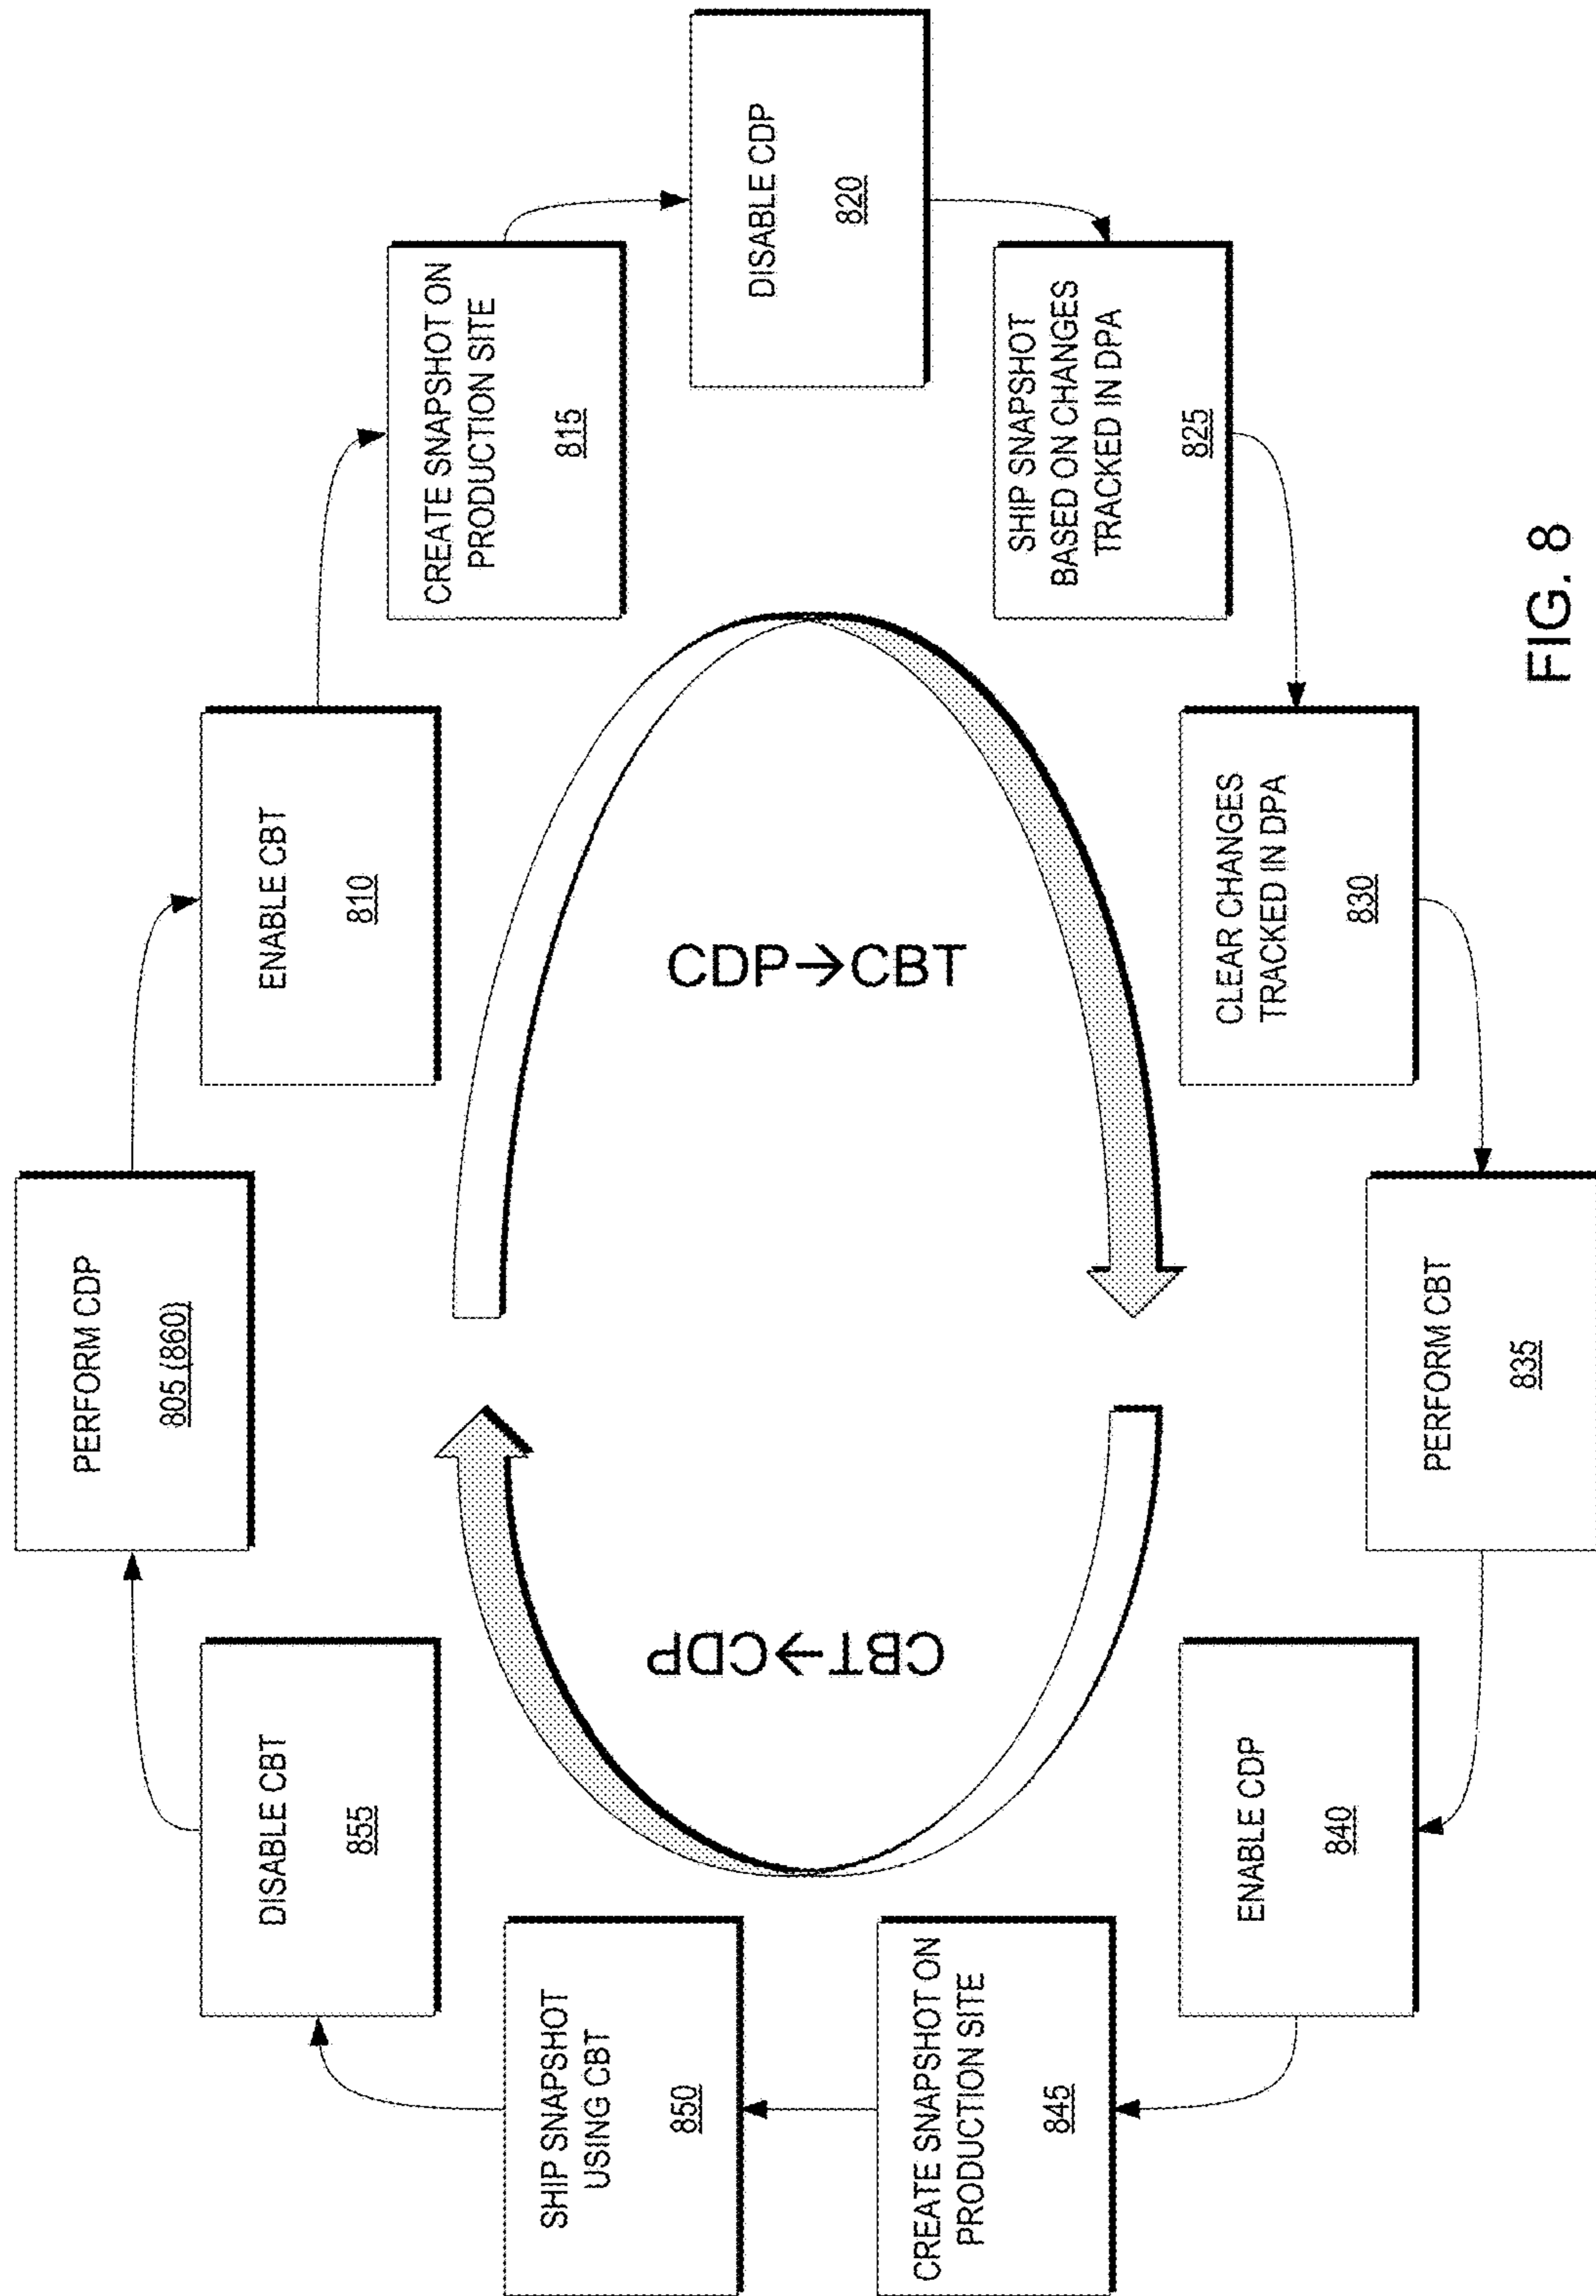 PERFORM CDP
805 (860)
ENABLE CBT
810
CREATE SNAPSHOT ON
PRODUCTION SITE
815
DISABLE CDP
820
SHIP SNAPSHOT
BASED ON CHANGES
TRACKED IN DPA
825
CLEAR CHANGES
TRACKED IN DPA
830
PERFORM CBT
835
ENABLE CDP
840
CREATE SNAPSHOT ON
PRODUCTION SITE
845
SHIP SNAPSHOT
USING CBT
850
DISABLE CBT
855
CDP→CBT
CBT→CDP
FIG. 8